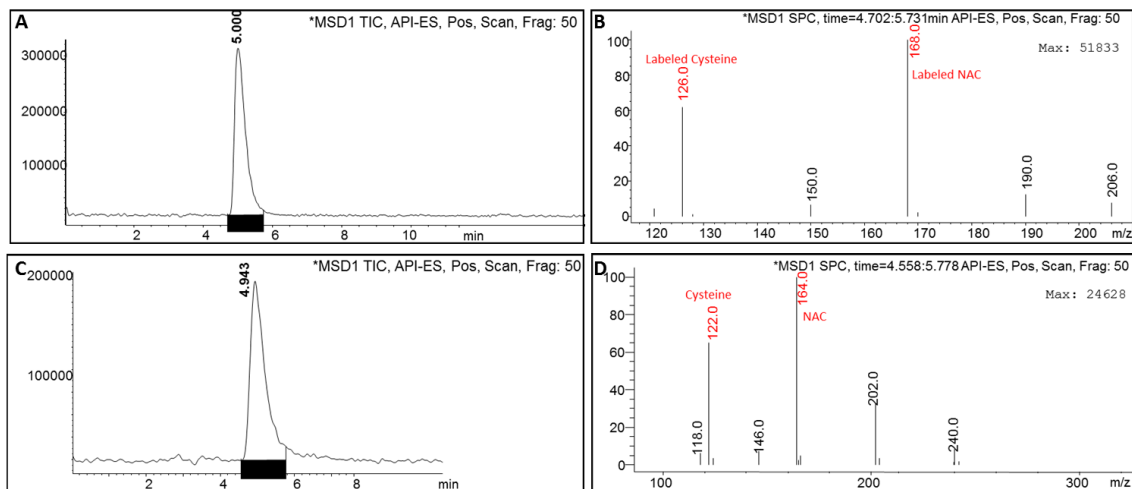 A
*MSD1 TIC, API-ES, Pos, Scan, Frag: 50
5.000
300000
200000
100000
2 4 6 8 10 min
B
*MSD1 SPC, time=4.702:5.731min API-ES, Pos, Scan, Frag: 50
Max: 51833
100
80
60
40
20
0
Labeled Cysteine
126.0
150.0
168.0
Labeled NAC
190.0
206.0
120 130 140 150 160 170 180 190 200 m/z
C
*MSD1 TIC, API-ES, Pos, Scan, Frag: 50
4.943
200000
100000
2 4 6 8 min
D
*MSD1 SPC, time=4.558:5.778 API-ES, Pos, Scan, Frag: 50
Max: 24628
100
80
60
40
20
0
118.0
Cysteine
122.0
146.0
164.0
NAC
202.0
240.0
100 200 300 m/z